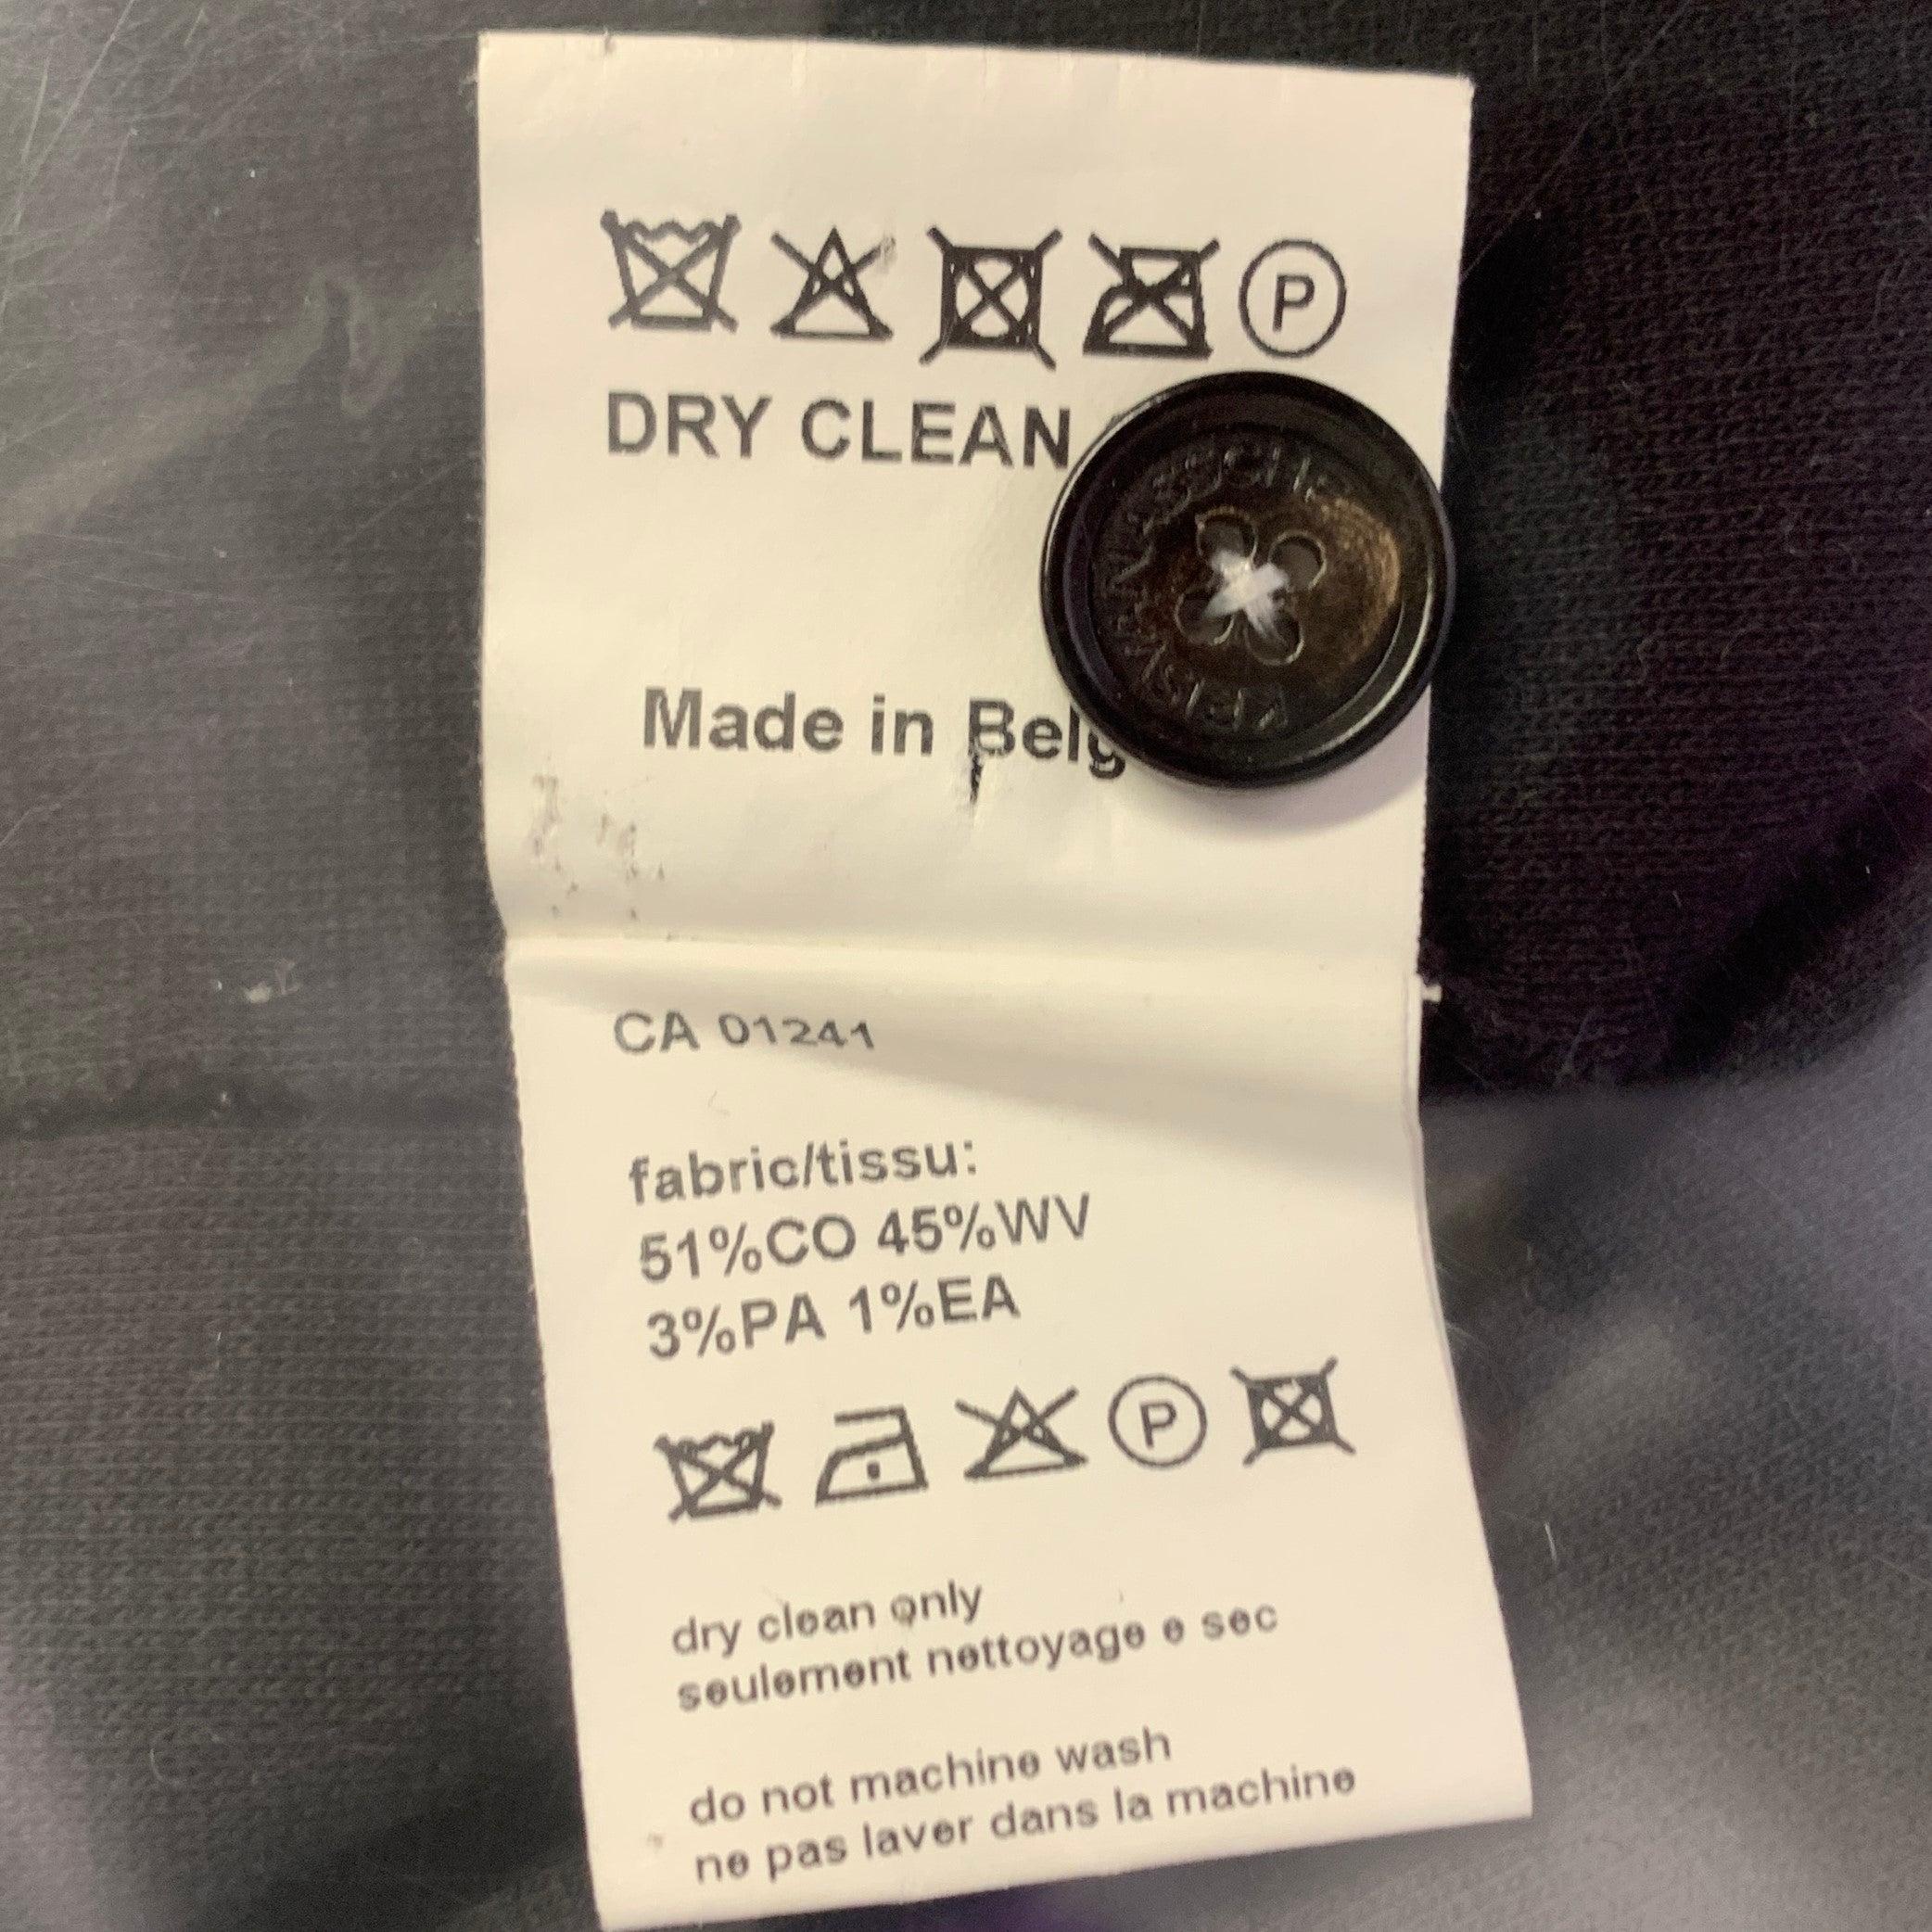 P
DRY CLEAN
Made in Belg
CA 01241
fabric/tissu:
51%CO 45%WV
3%PA 1%EA
P
dry clean only
seulement nettoyage e sec
do not machine wash
ne pas laver dans la machine